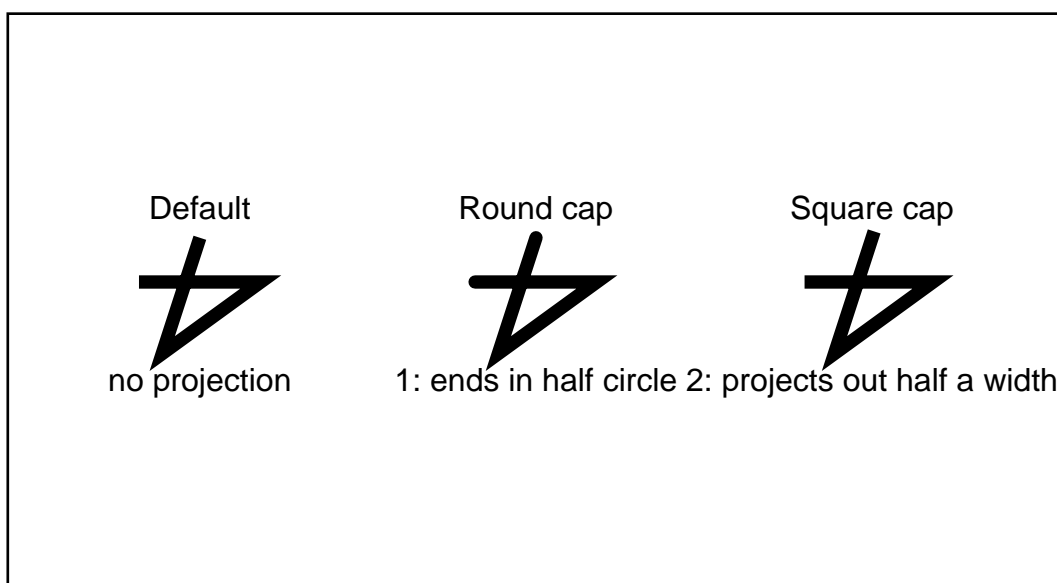 Default Round cap Square cap
no projection 1: ends in half circle 2: projects out half a width